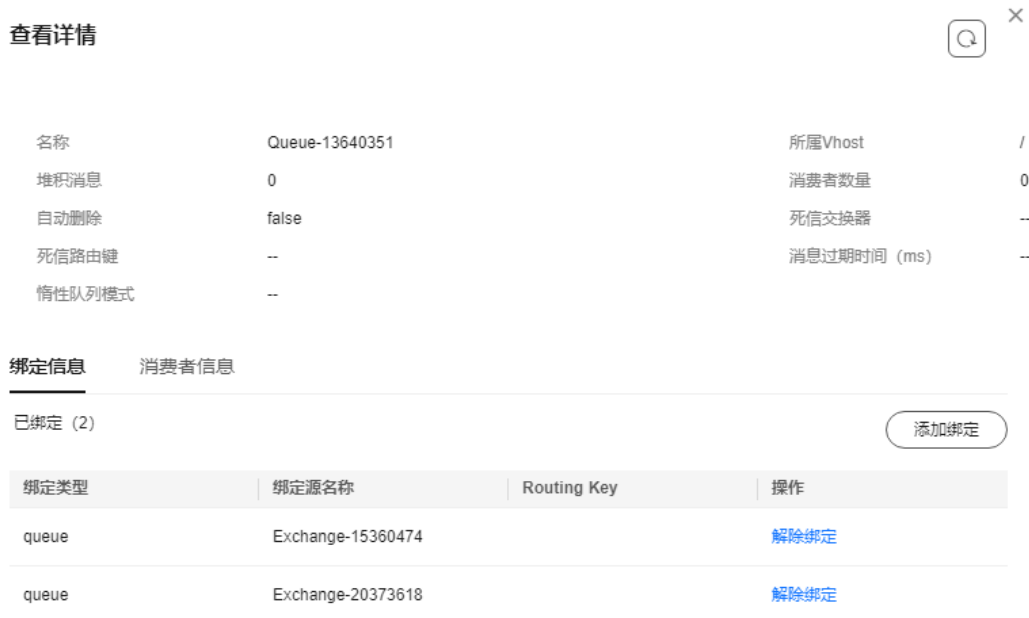 查看详情
名称 Queue-13640351 所属Vhost /
堆积消息 0 消费者数量 0
自动删除 false 死信交换器 --
死信路由键 -- 消息过期时间（ms） --
惰性队列模式 --
绑定信息 消费者信息
已绑定（2） 添加绑定
绑定类型 绑定源名称 Routing Key 操作
queue Exchange-15360474 解除绑定
queue Exchange-20373618 解除绑定